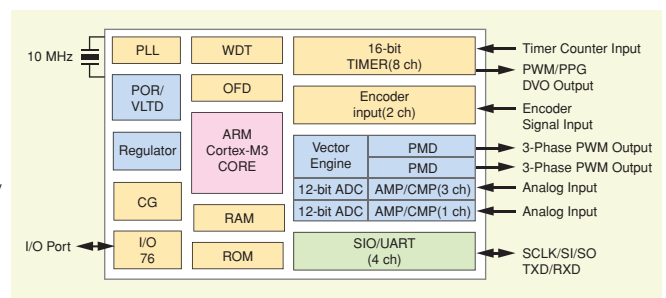 10 MHz
PLL
WDT
16-bit
TIMER(8 ch)
Timer Counter Input
PWM/PPG
DVO Output
POR/
VLTD
OFD
Encoder
input(2 ch)
Encoder
Signal Input
Regulator
ARM
Cortex-M3
CORE
Vector
Engine
PMD
3-Phase PWM Output
PMD
3-Phase PWM Output
12-bit ADC
AMP/CMP(3 ch)
Analog Input
12-bit ADC
AMP/CMP(1 ch)
Analog Input
CG
RAM
I/O Port
I/O
76
ROM
SIO/UART
(4 ch)
SCLK/SI/SO
TXD/RXD